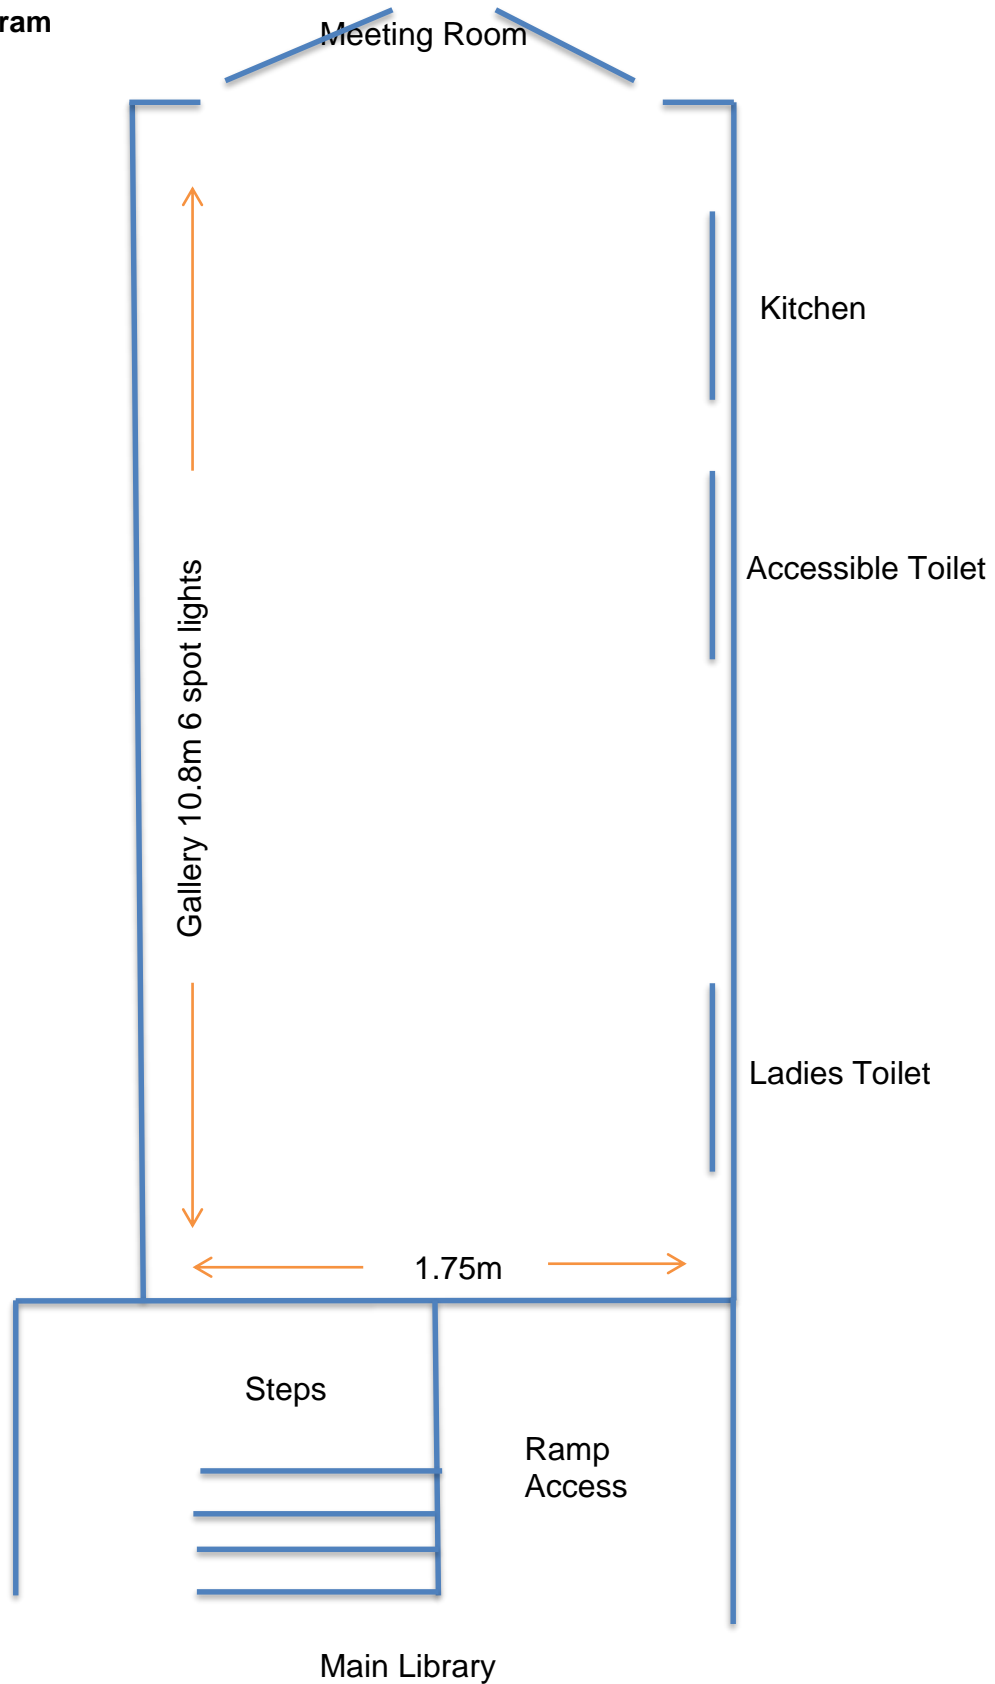 ram
Meeting Room
Kitchen
Accessible Toilet
Gallery 10.8m 6 spot lights
Ladies Toilet
1.75m
Steps
Ramp
Access
Main Library